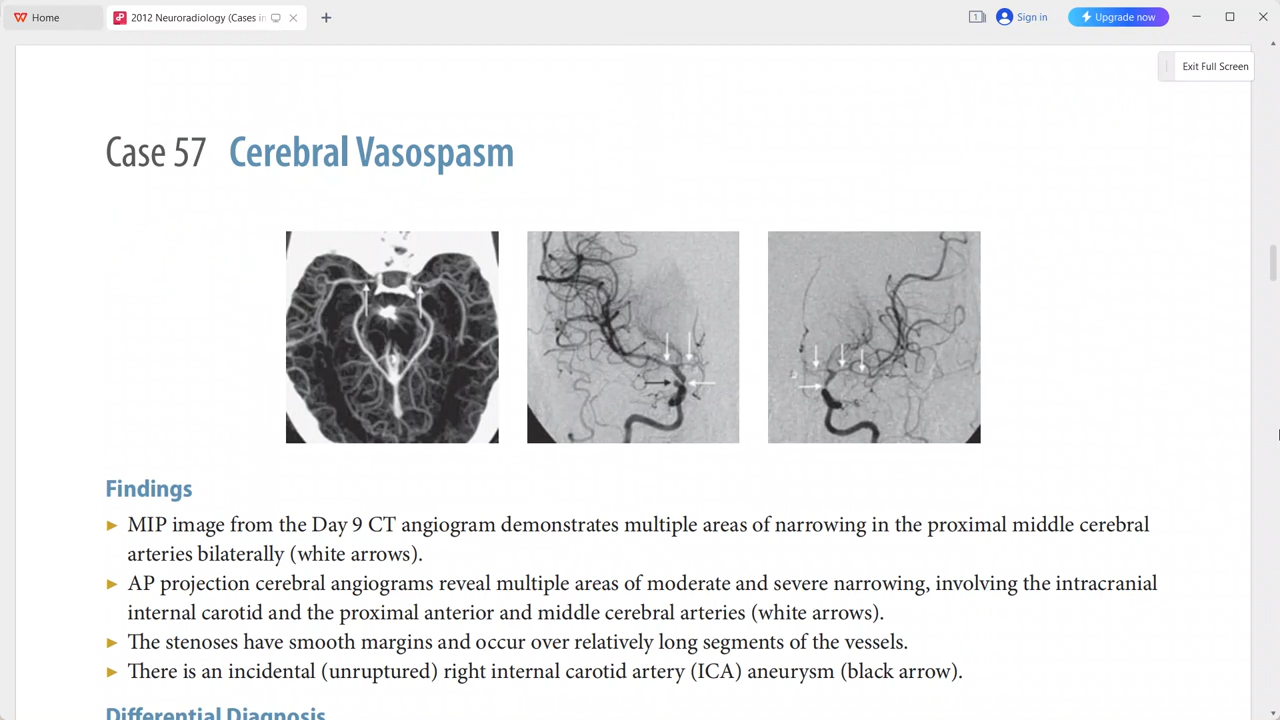 Home
2012 Neuroradiology (Cases in
1
Sign in
Upgrade now
Exit Full Screen
Case 57 Cerebral Vasospasm
Findings
► MIP image from the Day 9 CT angiogram demonstrates multiple areas of narrowing in the proximal middle cerebral
arteries bilaterally (white arrows).
► AP projection cerebral angiograms reveal multiple areas of moderate and severe narrowing, involving the intracranial
internal carotid and the proximal anterior and middle cerebral arteries (white arrows).
► The stenoses have smooth margins and occur over relatively long segments of the vessels.
► There is an incidental (unruptured) right internal carotid artery (ICA) aneurysm (black arrow).
Differential Diagnosis